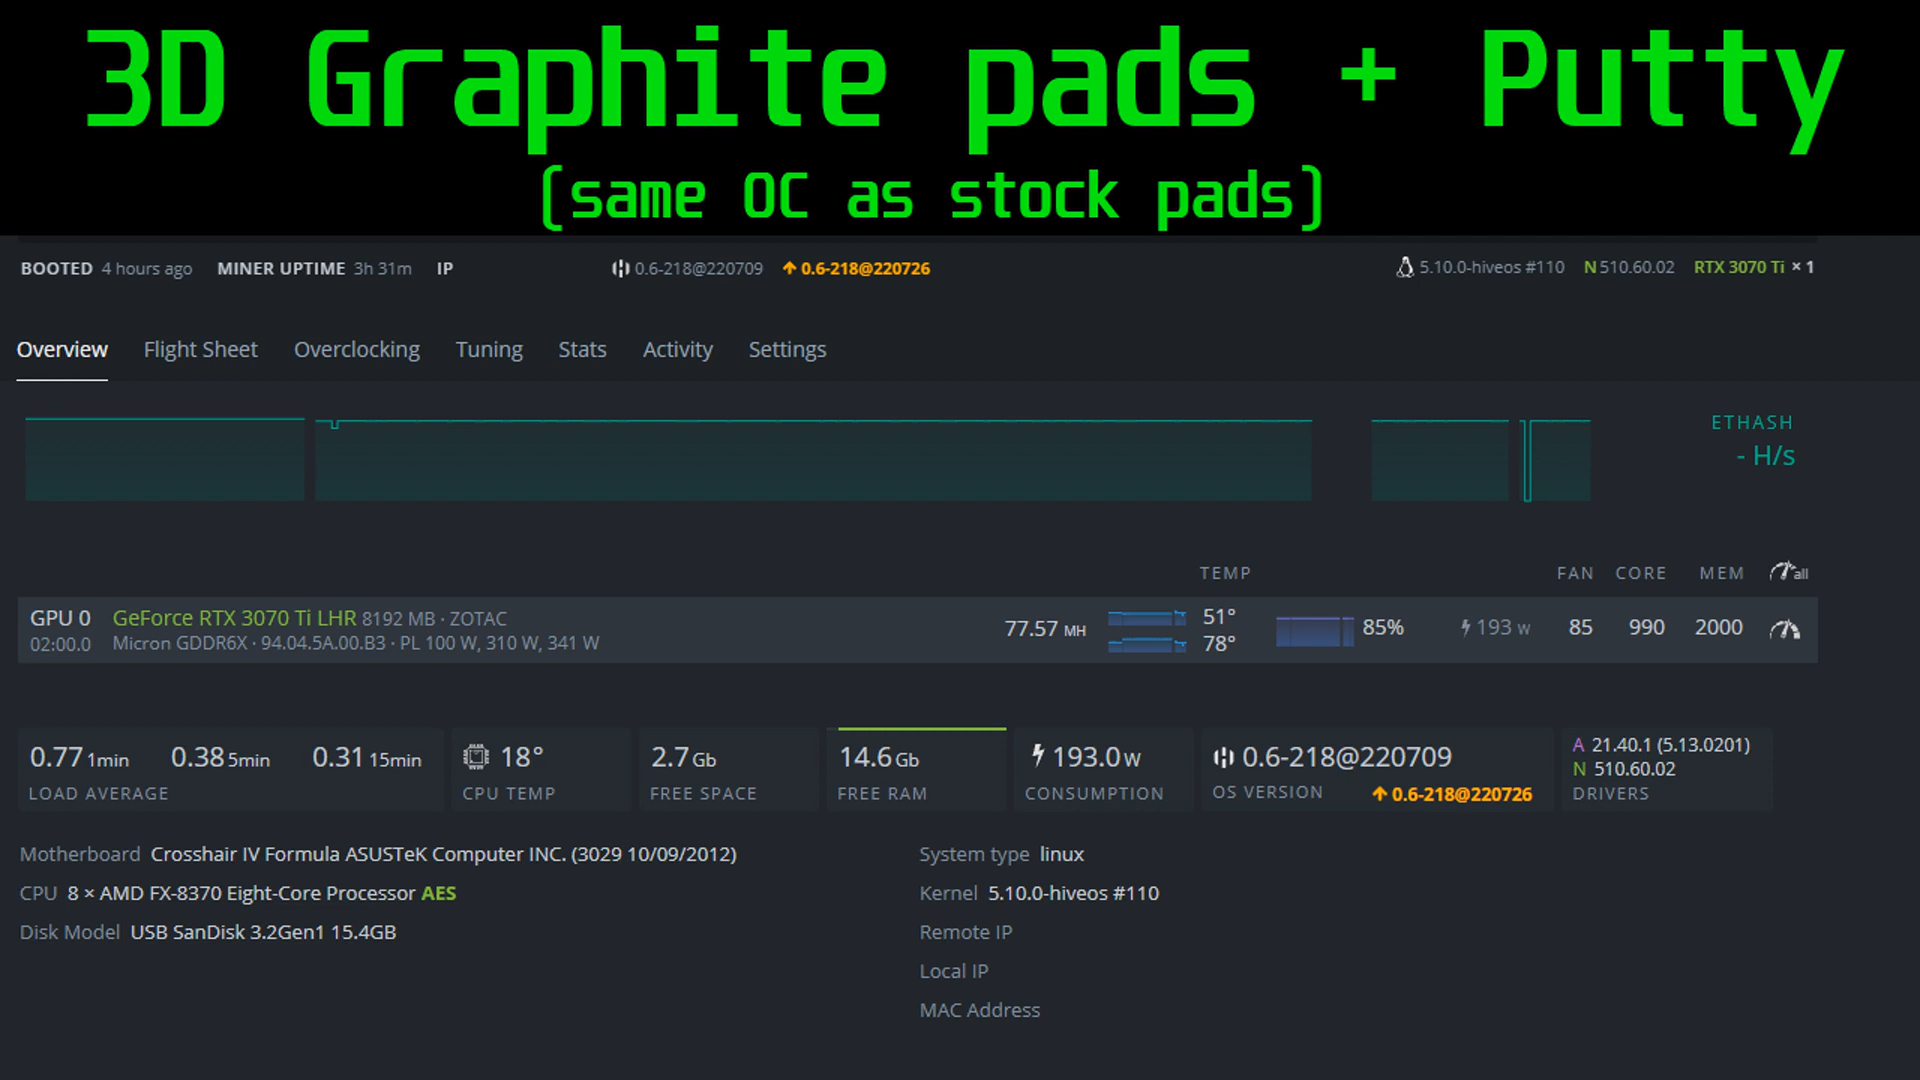 3D Graphite pads + Putty
(same OC as stock pads)
BOOTED 4 hours ago MINER UPTIME 3h 31m IP 0.6-218@220709 0.6-218@220726 5.10.0-hiveos #110 N 510.60.02 RTX 3070 Ti × 1
Overview Flight Sheet Overclocking Tuning Stats Activity Settings
ETHASH
- H/s
TEMP FAN CORE MEM all
GPU 0 GeForce RTX 3070 Ti LHR 8192 MB · ZOTAC 77.57 MH 51° 85% 193 W 85 990 2000
02:00.0 Micron GDDR6X · 94.04.5A.00.B3 · PL 100 W, 310 W, 341 W 78°
0.77 1min 0.38 5min 0.31 15min
LOAD AVERAGE
18°
CPU TEMP
2.7 Gb
FREE SPACE
14.6 Gb
FREE RAM
193.0 W
CONSUMPTION
0.6-218@220709
OS VERSION 0.6-218@220726
A 21.40.1 (5.13.0201)
N 510.60.02
DRIVERS
Motherboard Crosshair IV Formula ASUSTeK Computer INC. (3029 10/09/2012)
CPU 8 × AMD FX-8370 Eight-Core Processor AES
Disk Model USB SanDisk 3.2Gen1 15.4GB
System type linux
Kernel 5.10.0-hiveos #110
Remote IP
Local IP
MAC Address